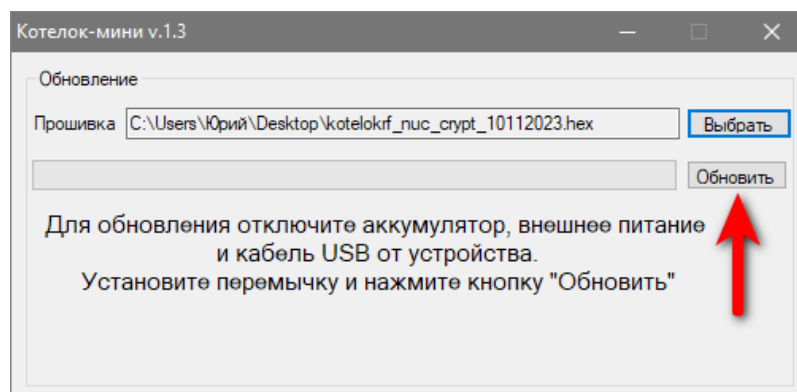 Котелок-мини v.1.3
Обновление
Прошивка C:\Users\Юрий\Desktop\kotelokrf_nuc_crypt_10112023.hex Выбрать
Обновить
Для обновления отключите аккумулятор, внешнее питание
и кабель USB от устройства.
Установите перемычку и нажмите кнопку "Обновить"